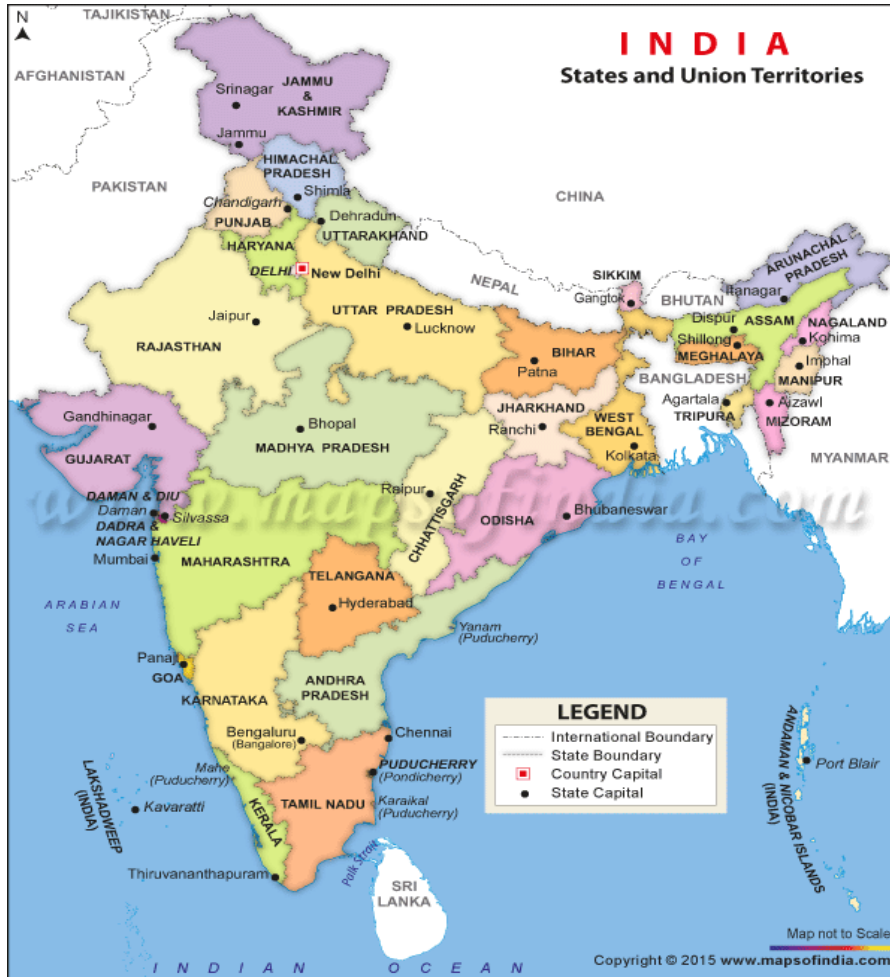 N
TAJIKISTAN
INDIA
States and Union Territories
AFGHANISTAN
JAMMU
&
KASHMIR
Srinagar
Jammu
HIMACHAL
PRADESH
PAKISTAN
Shimla
CHINA
Chandigarh
PUNJAB
Dehradun
UTTARAKHAND
HARYANA
DELHI
New Delhi
NEPAL
SIKKIM
Gangtok
BHUTAN
ARUNACHAL
PRADESH
Itanagar
UTTAR PRADESH
Lucknow
Jaipur
RAJASTHAN
Dispur
ASSAM
NAGALAND
Kohima
Shillong
MEGHALAYA
BIHAR
Patna
Imphal
MANIPUR
BANGLADESH
Agartala
TRIPURA
Aizawl
MIZORAM
JHARKHAND
Ranchi
WEST
BENGAL
Kolkata
Gandhinagar
GUJARAT
Bhopal
MADHYA PRADESH
MYANMAR
Raipur
CHHATTISGARH
www.mapsofindia.com
DAMAN & DIU
Daman
Silvassa
DADRA &
NAGAR HAVELI
Mumbai
MAHARASHTRA
ODISHA
Bhubaneswar
BAY
OF
BENGAL
TELANGANA
Hyderabad
ARABIAN
SEA
Yanam
(Puducherry)
Panaji
GOA
KARNATAKA
ANDHRA
PRADESH
Bengaluru
(Bangalore)
Chennai
LEGEND
International Boundary
State Boundary
Country Capital
State Capital
ANDAMAN & NICOBAR ISLANDS
(INDIA)
Port Blair
Mahe
(Puducherry)
PUDUCHERRY
(Pondicherry)
LAKSHADWEEP
(INDIA)
Kavaratti
KERALA
TAMIL NADU
Karaikal
(Puducherry)
Thiruvananthapuram
Palk Strait
SRI
LANKA
Map not to Scale
Copyright © 2015 www.mapsofindia.com
INDIAN OCEAN